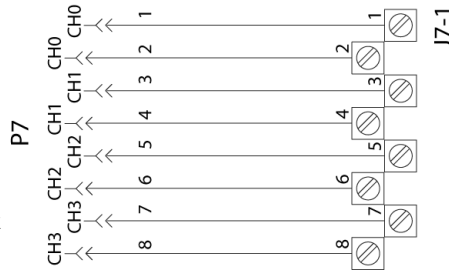 CH0 1 1
CH0 2 2
CH1 3 3
CH1 4 4
CH2 5 5
CH2 6 6
CH3 7 7
CH3 8 8
P7
J7-1